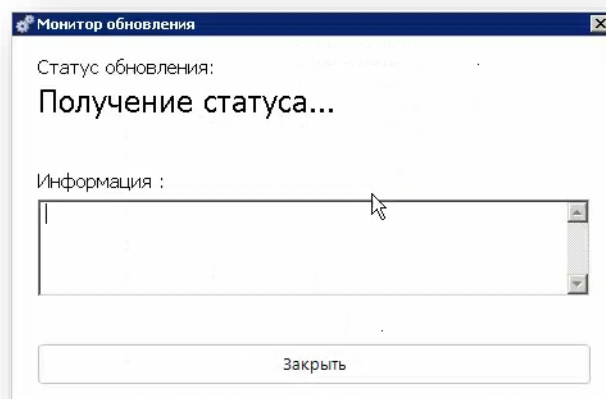 Монитор обновления
Статус обновления:
Получение статуса...
Информация :
Закрыть